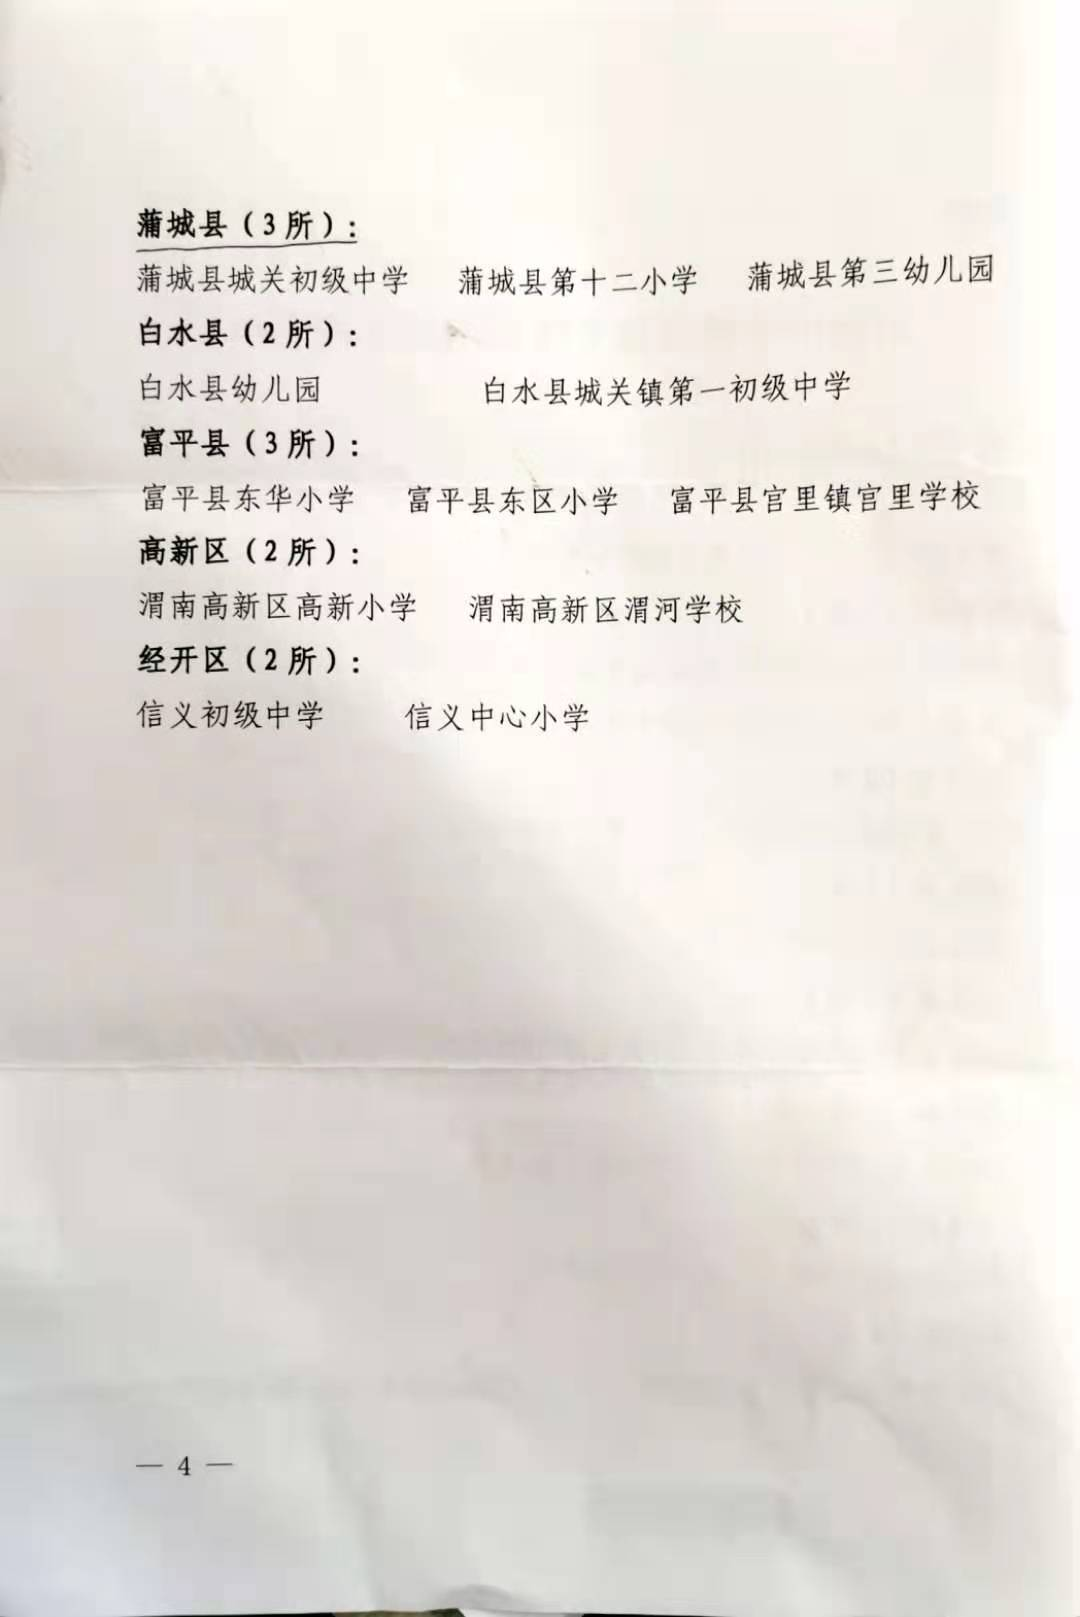 蒲城县（3所）：
蒲城县城关初级中学 蒲城县第十二小学 蒲城县第三幼儿园
白水县（2所）：
白水县幼儿园 白水县城关镇第一初级中学
富平县（3所）：
富平县东华小学 富平县东区小学 富平县宫里镇宫里学校
高新区（2所）：
渭南高新区高新小学 渭南高新区渭河学校
经开区（2所）：
信义初级中学 信义中心小学
— 4 —